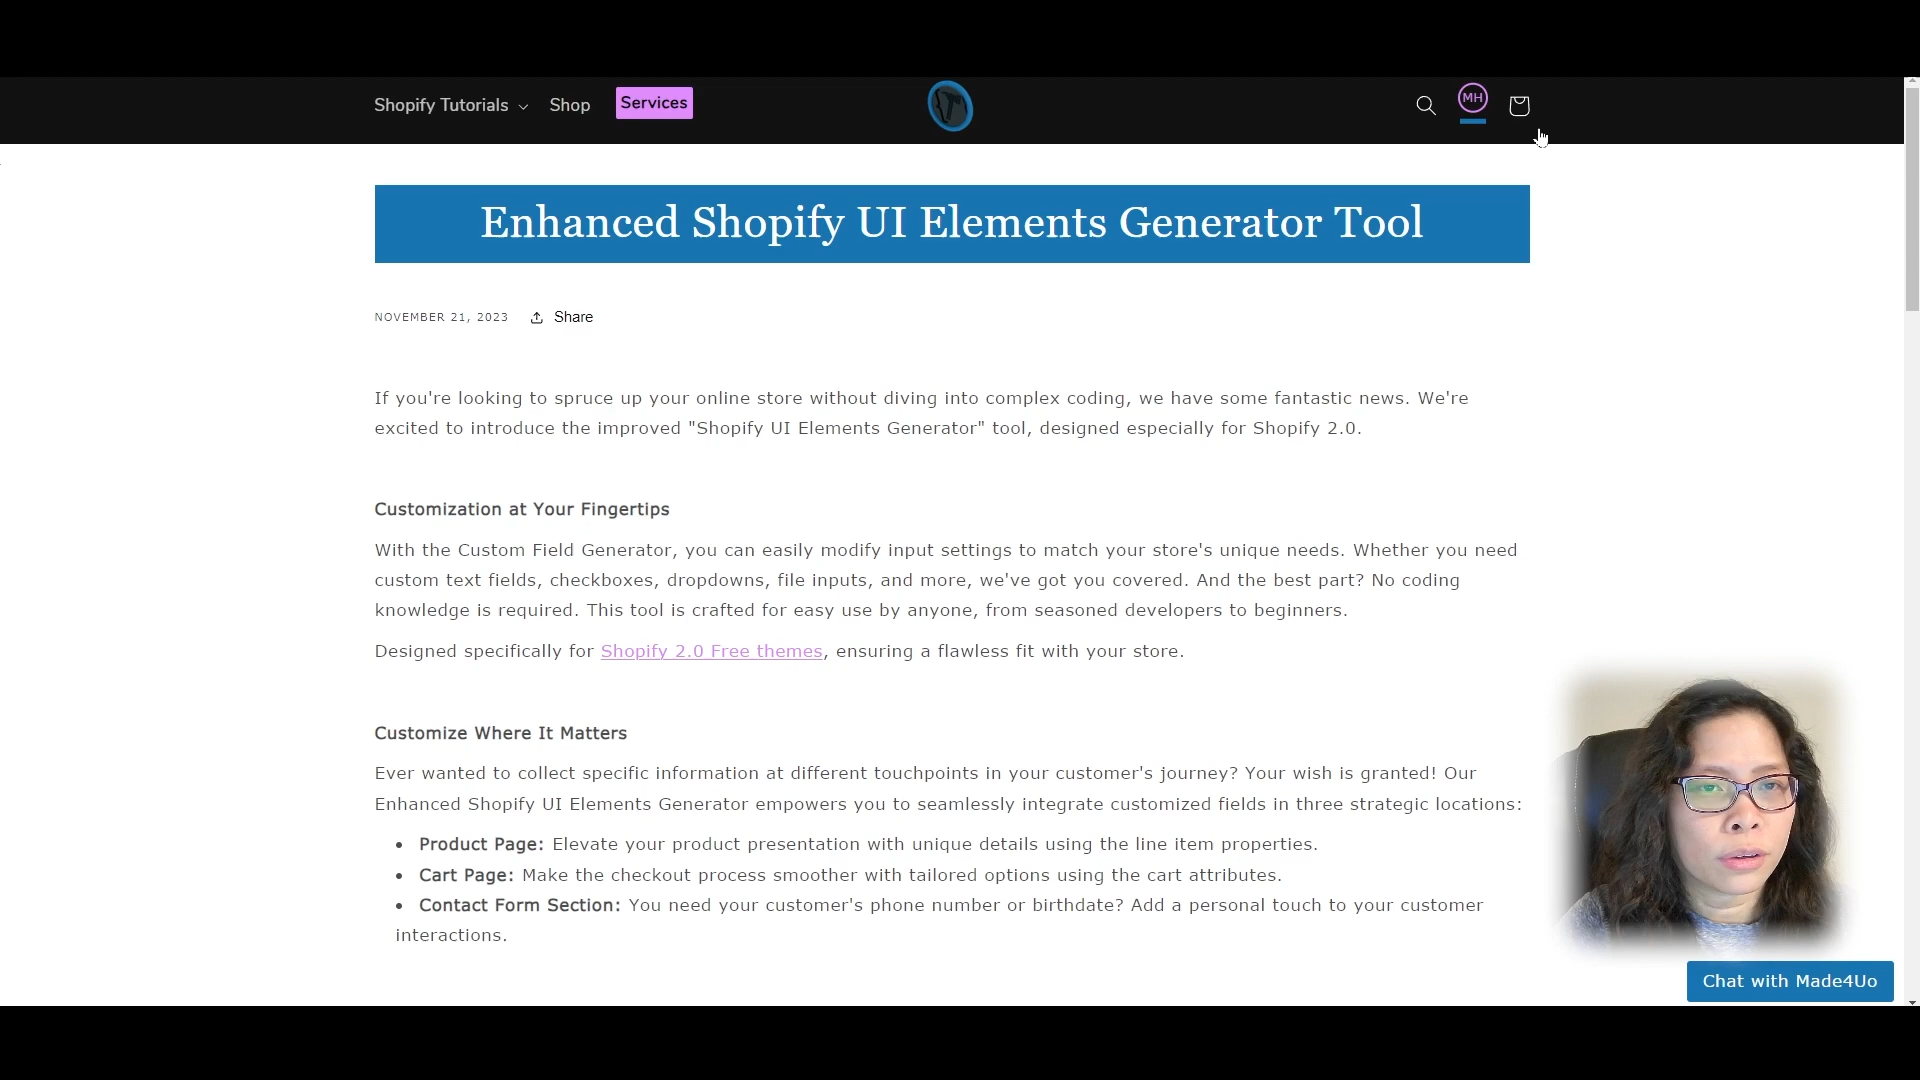 Shopify Tutorials
Shop
Services
MH
Enhanced Shopify UI Elements Generator Tool
NOVEMBER 21, 2023
Share
If you're looking to spruce up your online store without diving into complex coding, we have some fantastic news. We're
excited to introduce the improved "Shopify UI Elements Generator" tool, designed especially for Shopify 2.0.
Customization at Your Fingertips
With the Custom Field Generator, you can easily modify input settings to match your store's unique needs. Whether you need
custom text fields, checkboxes, dropdowns, file inputs, and more, we've got you covered. And the best part? No coding
knowledge is required. This tool is crafted for easy use by anyone, from seasoned developers to beginners.
Designed specifically for Shopify 2.0 Free themes, ensuring a flawless fit with your store.
Customize Where It Matters
Ever wanted to collect specific information at different touchpoints in your customer's journey? Your wish is granted! Our
Enhanced Shopify UI Elements Generator empowers you to seamlessly integrate customized fields in three strategic locations:
• Product Page: Elevate your product presentation with unique details using the line item properties.
• Cart Page: Make the checkout process smoother with tailored options using the cart attributes.
• Contact Form Section: You need your customer's phone number or birthdate? Add a personal touch to your customer
interactions.
Chat with Made4Uo